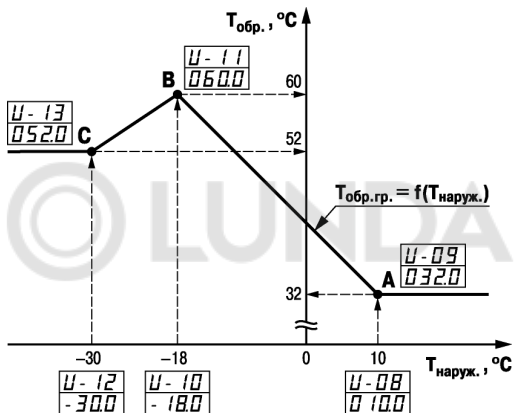 Tобр., °C
U-11
060.0
B
60
U-13
052.0
C
52
LUNDA
Tобр.гр. = f(Tнаруж.)
U-09
032.0
A
32
-30
-18
0
10
Tнаруж., °C
U-12
-30.0
U-10
-18.0
U-08
010.0